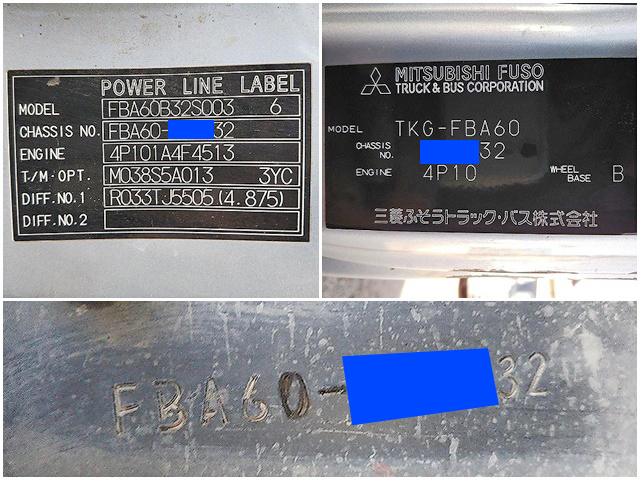 POWER LINE LABEL
MODEL FBA60B32S003 6
CHASSIS NO. FBA60- 32
ENGINE 4P101A4F4513
T/M·OPT. M038S5A013 3YC
DIFF.NO.1 R033TJ5505 (4.875)
DIFF.NO.2
MITSUBISHI FUSO
TRUCK & BUS CORPORATION
MODEL TKG-FBA60
CHASSIS NO. 32
ENGINE 4P10 WHEEL BASE B
三菱ふそうトラック・バス株式会社
FBA60- 32